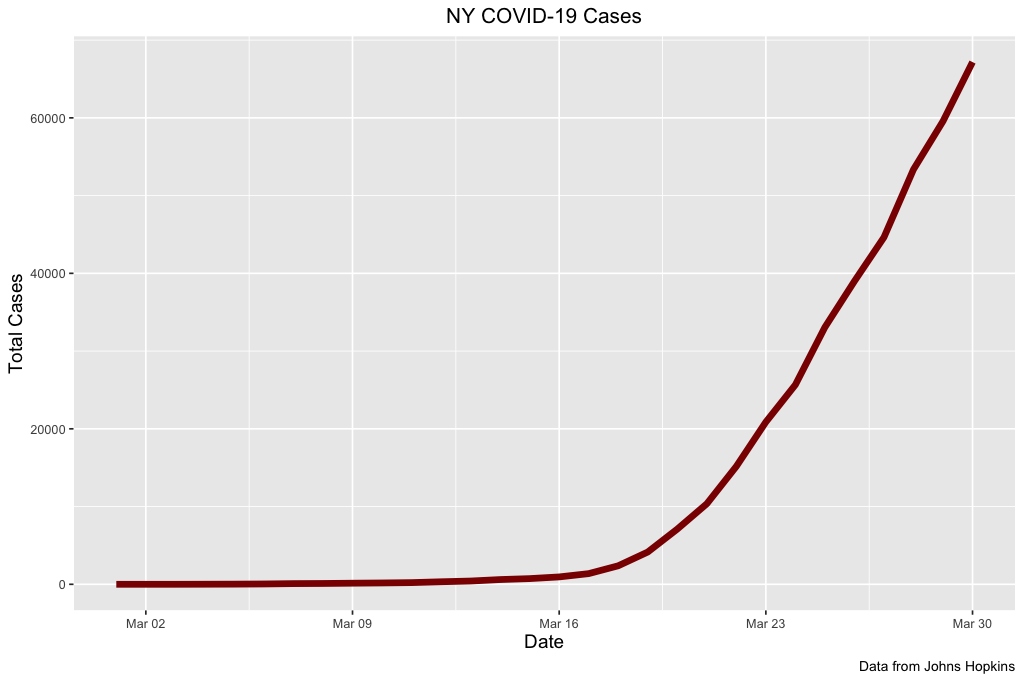 NY COVID-19 Cases
Total Cases
60000
40000
20000
0
Mar 02
Mar 09
Mar 16
Mar 23
Mar 30
Date
Data from Johns Hopkins